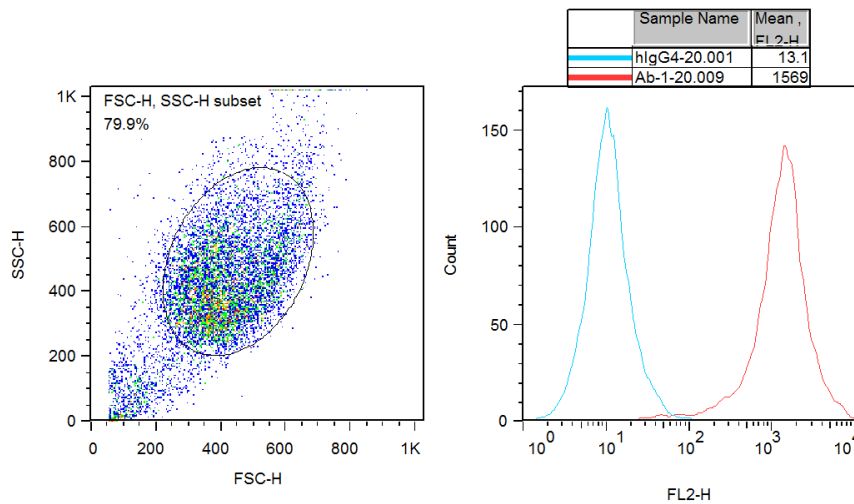 Sample Name Mean , FL2-H
hIgG4-20.001 13.1
Ab-1-20.009 1569
FSC-H, SSC-H subset
79.9%
1K
800
600
400
200
0
SSC-H
0 200 400 600 800 1K
FSC-H
150
100
50
0
Count
10^0 10^1 10^2 10^3 10^4
FL2-H